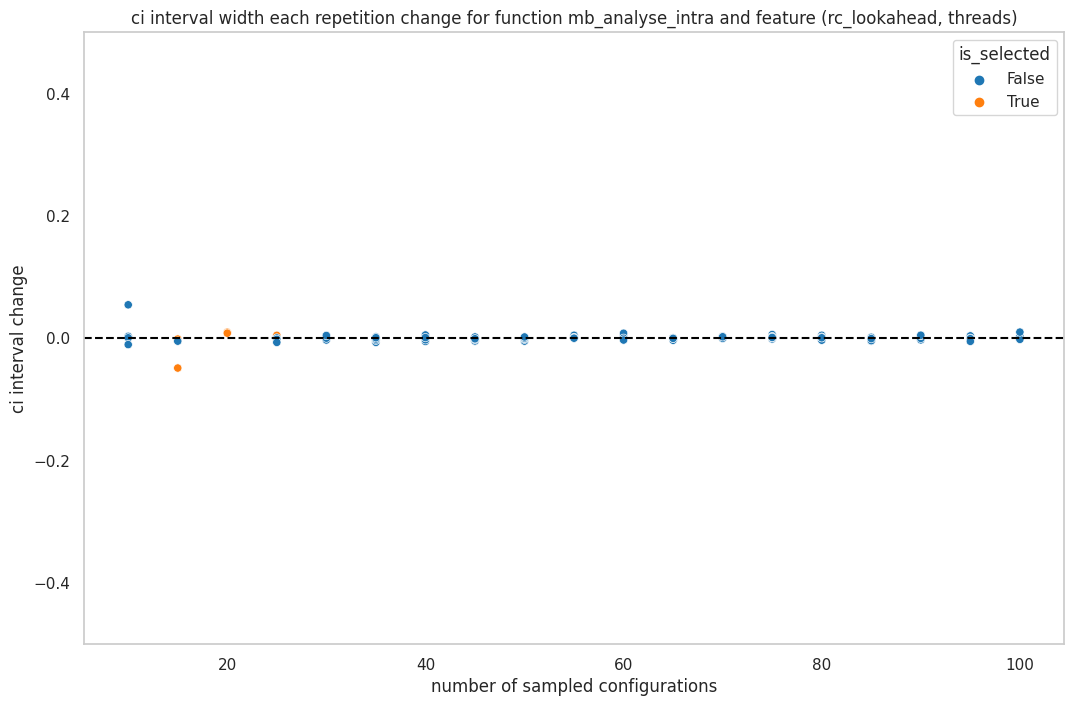 ci interval width each repetition change for function mb_analyse_intra and feature (rc_lookahead, threads)
is_selected
False
True
ci interval change
0.4
0.2
0.0
−0.2
−0.4
20
40
60
80
100
number of sampled configurations